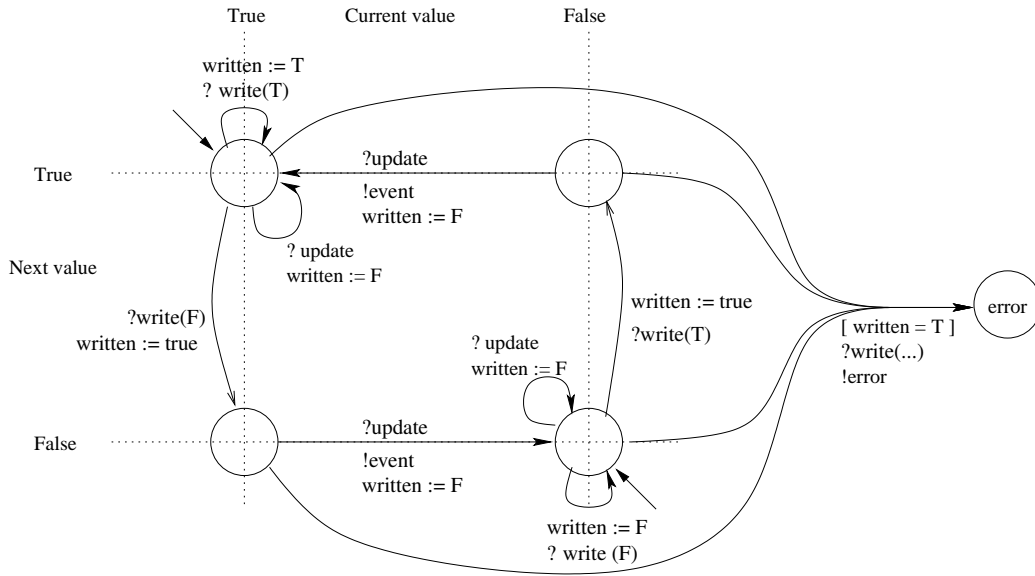 True
Current value
False
written := T
? write(T)
True
?update
!event
written := F
? update
written := F
Next value
?write(F)
written := true
written := true
?write(T)
error
[ written = T ]
?write(...)
!error
? update
written := F
False
?update
!event
written := F
written := F
? write (F)